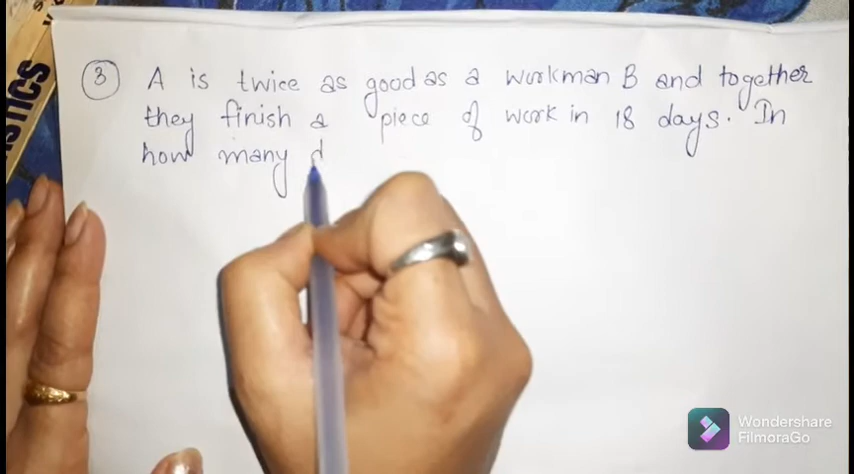 STICS
3 A is twice as good as a workman B and together
they finish a piece of work in 18 days. In
how many d
Wondershare
FilmoraGo